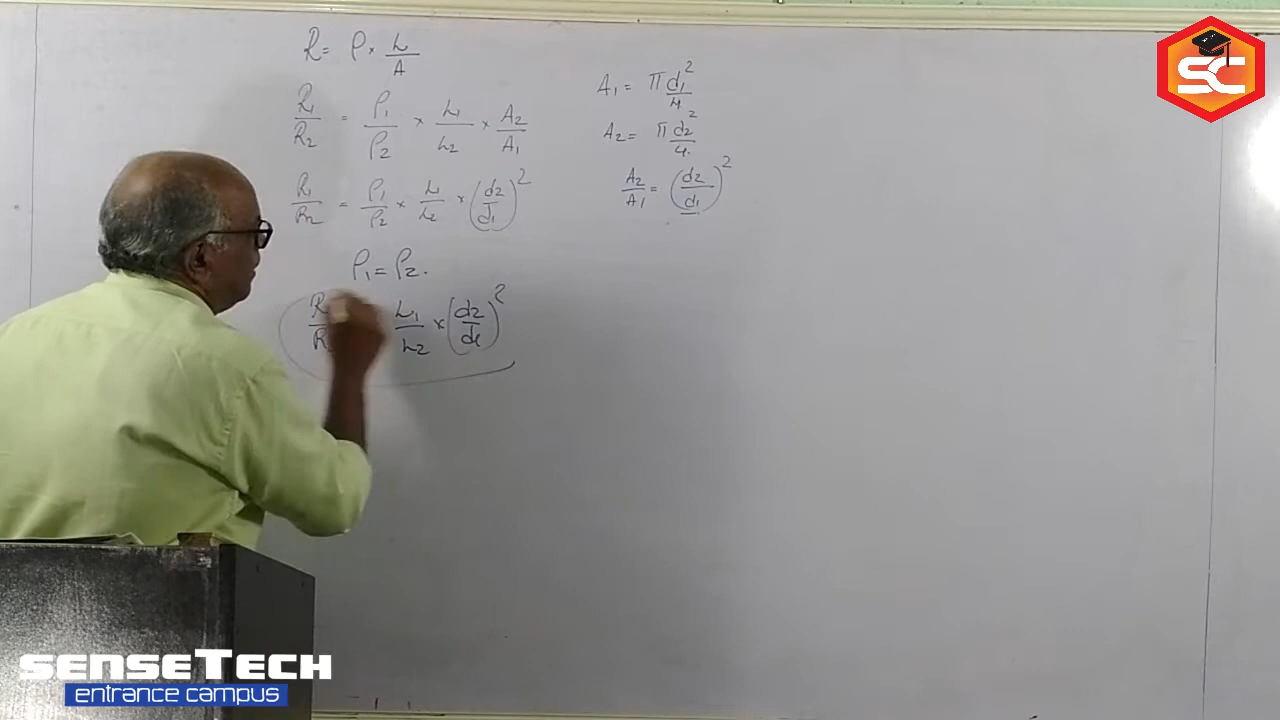 R = ρ × L/A
R₁/R₂ = ρ₁/ρ₂ × L₁/L₂ × A₂/A₁
R₁/R₂ = ρ₁/ρ₂ × L₁/L₂ × (d₂/d₁)²
ρ₁ = ρ₂.
R/R L₁/L₂ × (d₂/d₁)²
A₁ = πd₁²/4
A₂ = πd₂²/4.
A₂/A₁ = (d₂/d₁)²
SC
SENSETECH
entrance campus